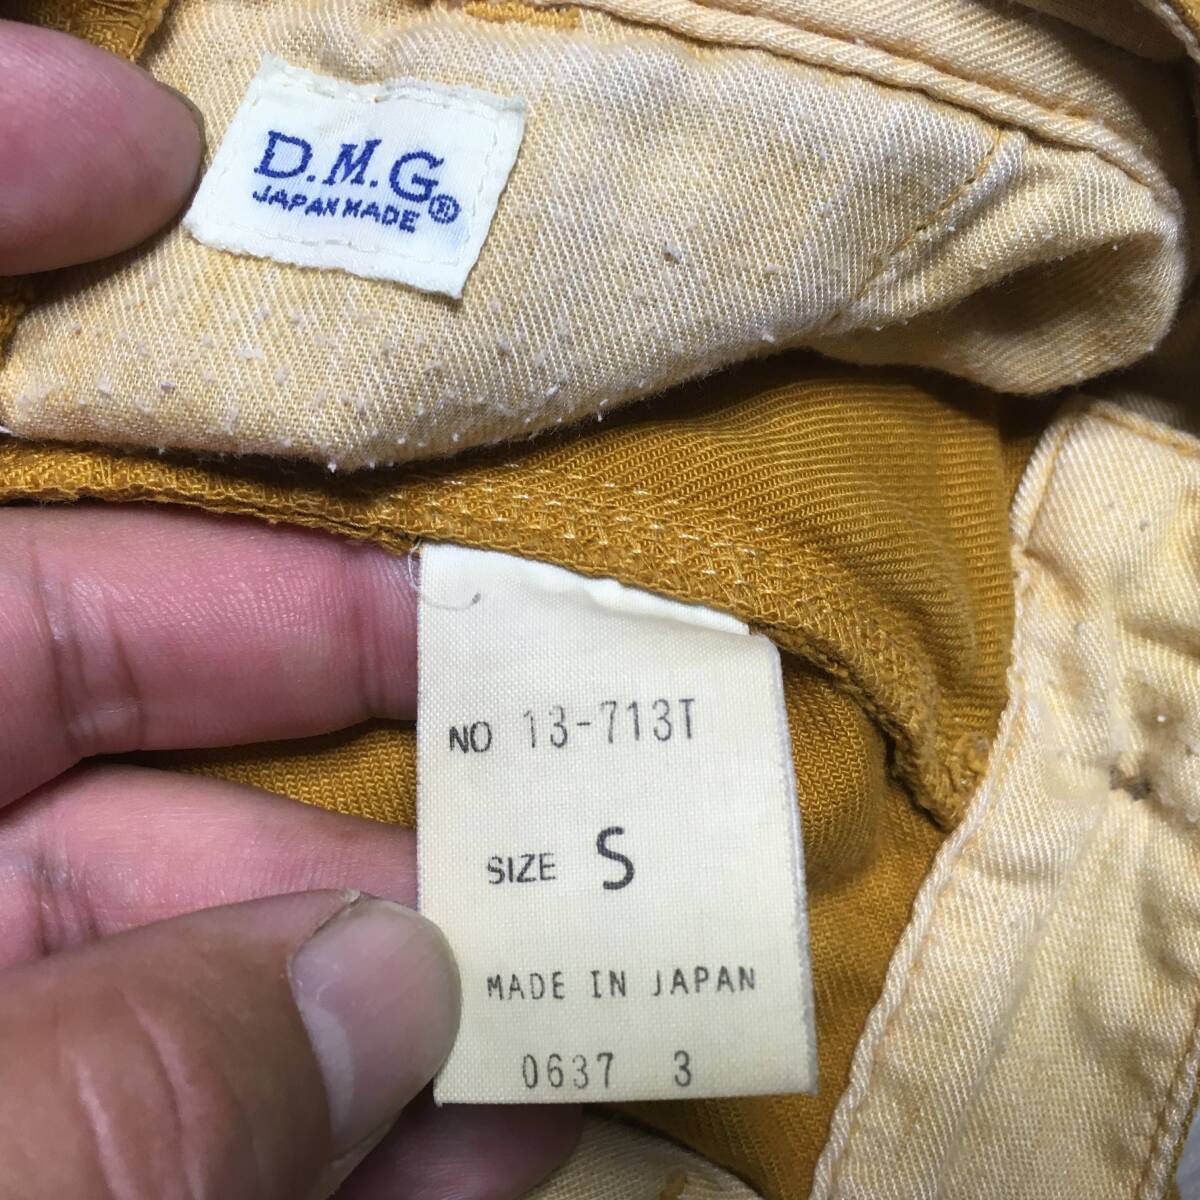 D.M.G®
JAPAN MADE
NO 13-713T
SIZE S
MADE IN JAPAN
0637 3